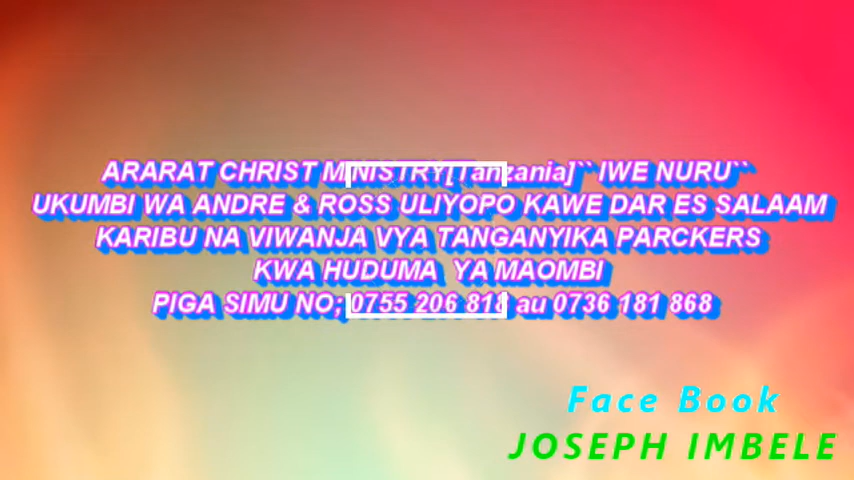 ARARAT CHRIST MINISTRY[Tanzania]`` IWE NURU``
UKUMBI WA ANDRE & ROSS ULIYOPO KAWE DAR ES SALAAM
KARIBU NA VIWANJA VYA TANGANYIKA PARCKERS
KWA HUDUMA YA MAOMBI
PIGA SIMU NO; 0755 206 818 au 0736 181 868
Face Book
JOSEPH IMBELE